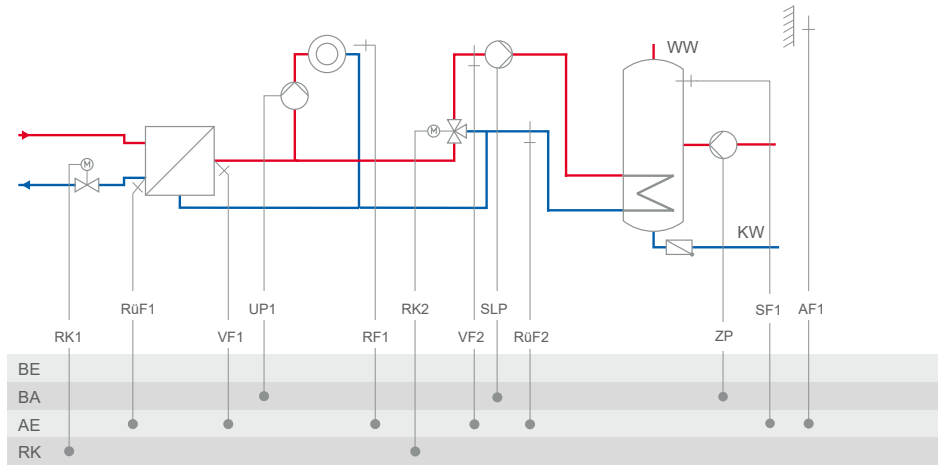 WW
M
M
KW
RüF1
UP1
RK2
SLP
SF1
AF1
RK1
VF1
RF1
VF2
RüF2
ZP
BE
BA
AE
RK